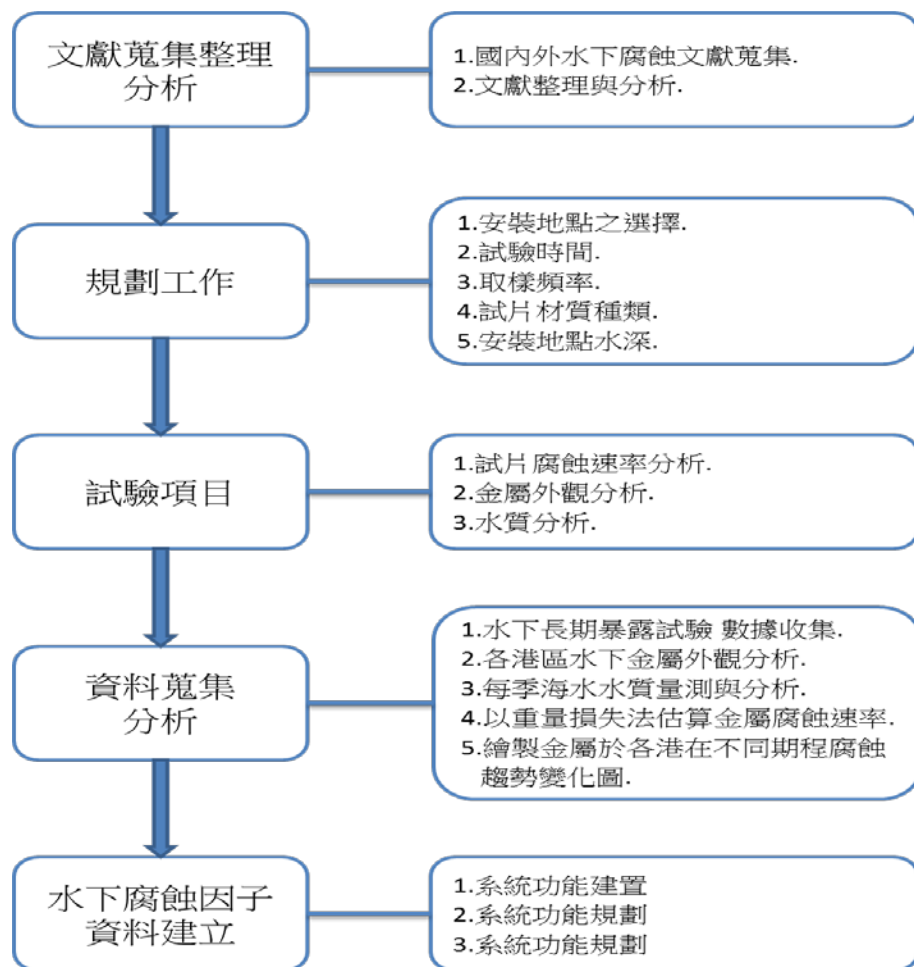 文獻蒐集整理
分析
1.國內外水下腐蝕文獻蒐集.
2.文獻整理與分析.
規劃工作
1.安裝地點之選擇.
2.試驗時間.
3.取樣頻率.
4.試片材質種類.
5.安裝地點水深.
試驗項目
1.試片腐蝕速率分析.
2.金屬外觀分析.
3.水質分析.
資料蒐集
分析
1.水下長期暴露試驗 數據收集.
2.各港區水下金屬外觀分析.
3.每季海水水質量測與分析.
4.以重量損失法估算金屬腐蝕速率.
5.繪製金屬於各港在不同期程腐蝕
趨勢變化圖.
水下腐蝕因子
資料建立
1.系統功能建置
2.系統功能規劃
3.系統功能規劃